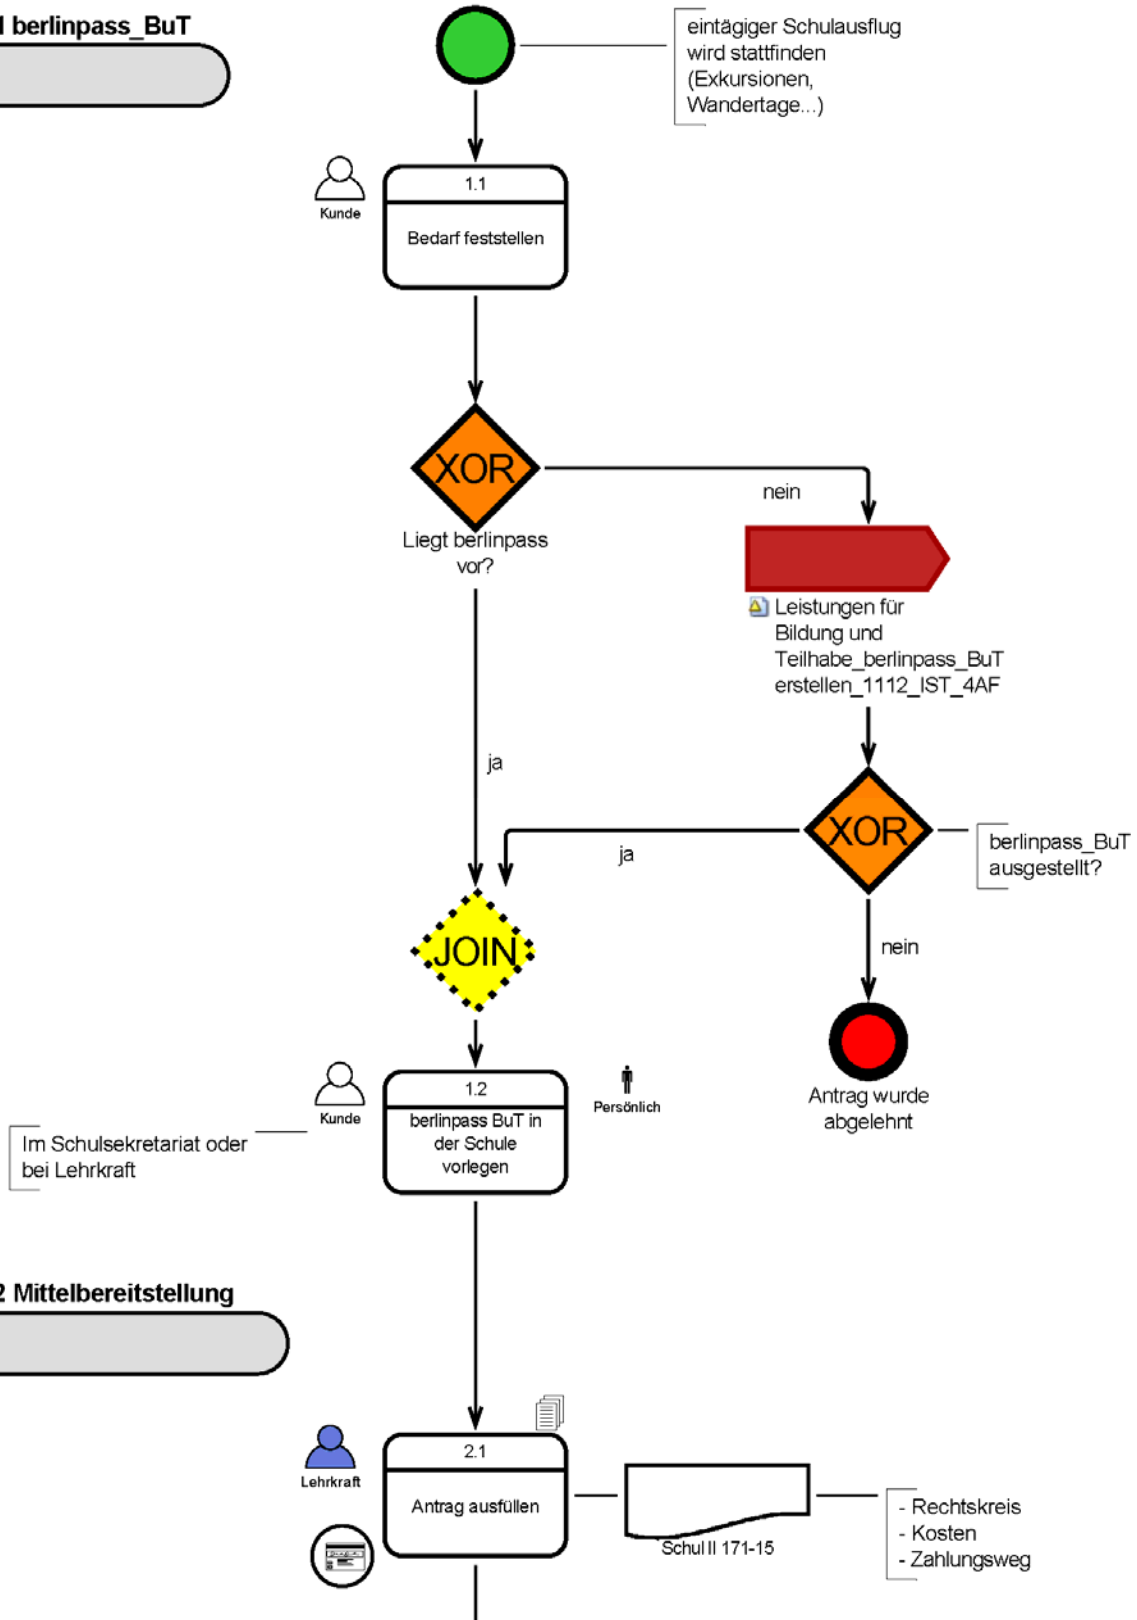 berlinpass_BuT
eintägiger Schulausflug
wird stattfinden
(Exkursionen,
Wandertage...)
Kunde
1.1
Bedarf feststellen
XOR
nein
Liegt berlinpass
vor?
Leistungen für
Bildung und
Teilhabe_berlinpass_BuT
erstellen_1112_IST_4AF
ja
XOR
berlinpass_BuT
ausgestellt?
ja
JOIN
nein
Antrag wurde
abgelehnt
Kunde
1.2
berlinpass BuT in
der Schule
vorlegen
Persönlich
Im Schulsekretariat oder
bei Lehrkraft
2 Mittelbereitstellung
Lehrkraft
2.1
Antrag ausfüllen
Schul II 171-15
- Rechtskreis
- Kosten
- Zahlungsweg